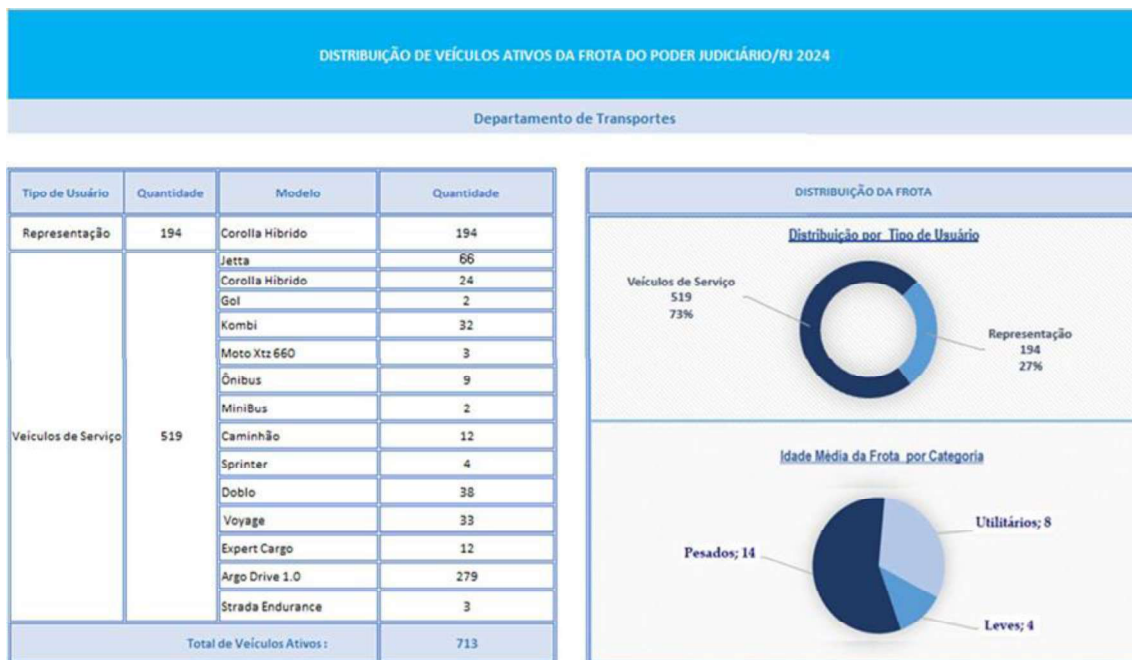 DISTRIBUIÇÃO DE VEÍCULOS ATIVOS DA FROTA DO PODER JUDICIÁRIO/RJ 2024
Departamento de Transportes
Tipo de Usuário Quantidade Modelo Quantidade
Representação 194 Corolla Híbrido 194
Veículos de Serviço 519
Jetta 66
Corolla Híbrido 24
Gol 2
Kombi 32
Moto Xtz 660 3
Ônibus 9
MiniBus 2
Caminhão 12
Sprinter 4
Doblo 38
Voyage 33
Expert Cargo 12
Argo Drive 1.0 279
Strada Endurance 3
Total de Veículos Ativos : 713
DISTRIBUIÇÃO DA FROTA
Distribuição por Tipo de Usuário
Veículos de Serviço
519
73%
Representação
194
27%
Idade Média da Frota por Categoria
Utilitários; 8
Pesados; 14
Leves; 4